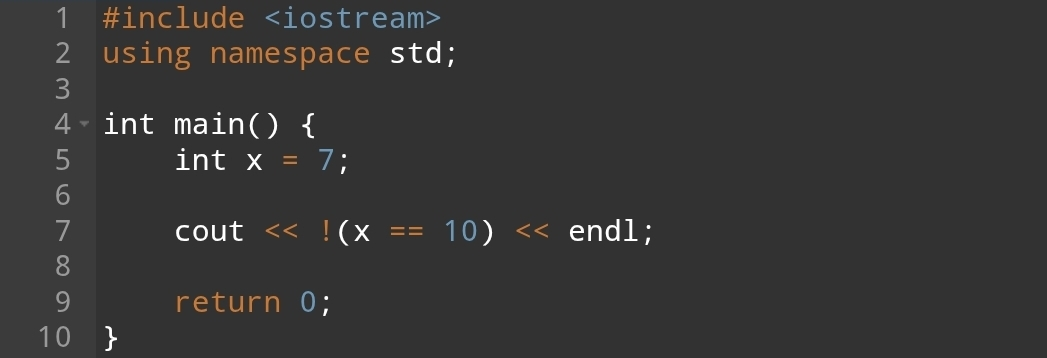 1 #include <iostream>
2 using namespace std;
3
4 int main() {
5     int x = 7;
6
7     cout << !(x == 10) << endl;
8
9     return 0;
10 }